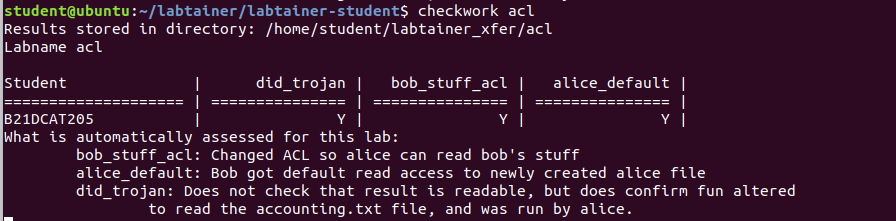 student@ubuntu:~/labtainer/labtainer-student$ checkwork acl
Results stored in directory: /home/student/labtainer_xfer/acl
Labname acl
Student | did_trojan | bob_stuff_acl | alice_default |
==================== | =============== | =============== | =============== |
B21DCAT205 | Y | Y | Y |
What is automatically assessed for this lab:
bob_stuff_acl: Changed ACL so alice can read bob's stuff
alice_default: Bob got default read access to newly created alice file
did_trojan: Does not check that result is readable, but does confirm fun altered
to read the accounting.txt file, and was run by alice.